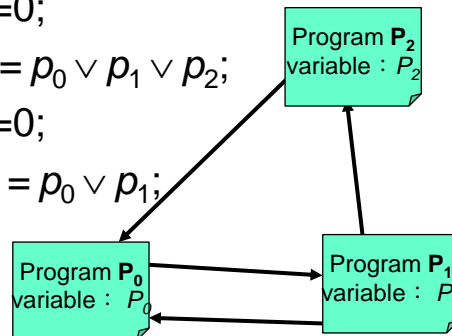 =0;
= p₀ ∨ p₁ ∨ p₂;
=0;
= p₀ ∨ p₁;
Program P₂
variable : P₂
Program P₀
variable : P₀
Program P₁
variable : P